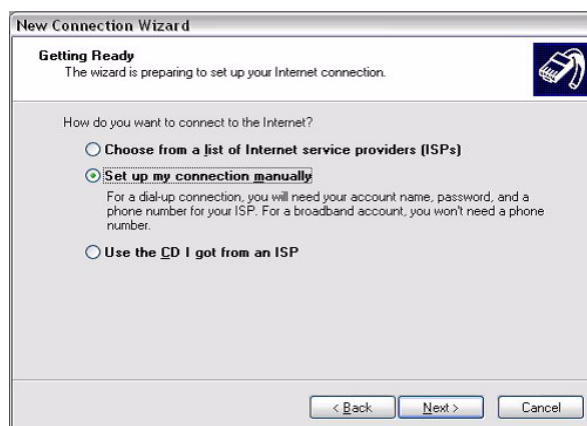 New Connection Wizard
Getting Ready
The wizard is preparing to set up your Internet connection.
How do you want to connect to the Internet?
Choose from a list of Internet service providers (ISPs)
Set up my connection manually
For a dial-up connection, you will need your account name, password, and a
phone number for your ISP. For a broadband account, you won't need a phone
number.
Use the CD I got from an ISP
< Back Next > Cancel